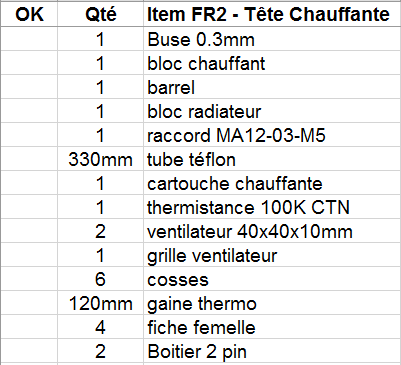 OK Qté Item FR2 - Tête Chauffante
1 Buse 0.3mm
1 bloc chauffant
1 barrel
1 bloc radiateur
1 raccord MA12-03-M5
330mm tube téflon
1 cartouche chauffante
1 thermistance 100K CTN
2 ventilateur 40x40x10mm
1 grille ventilateur
6 cosses
120mm gaine thermo
4 fiche femelle
2 Boitier 2 pin